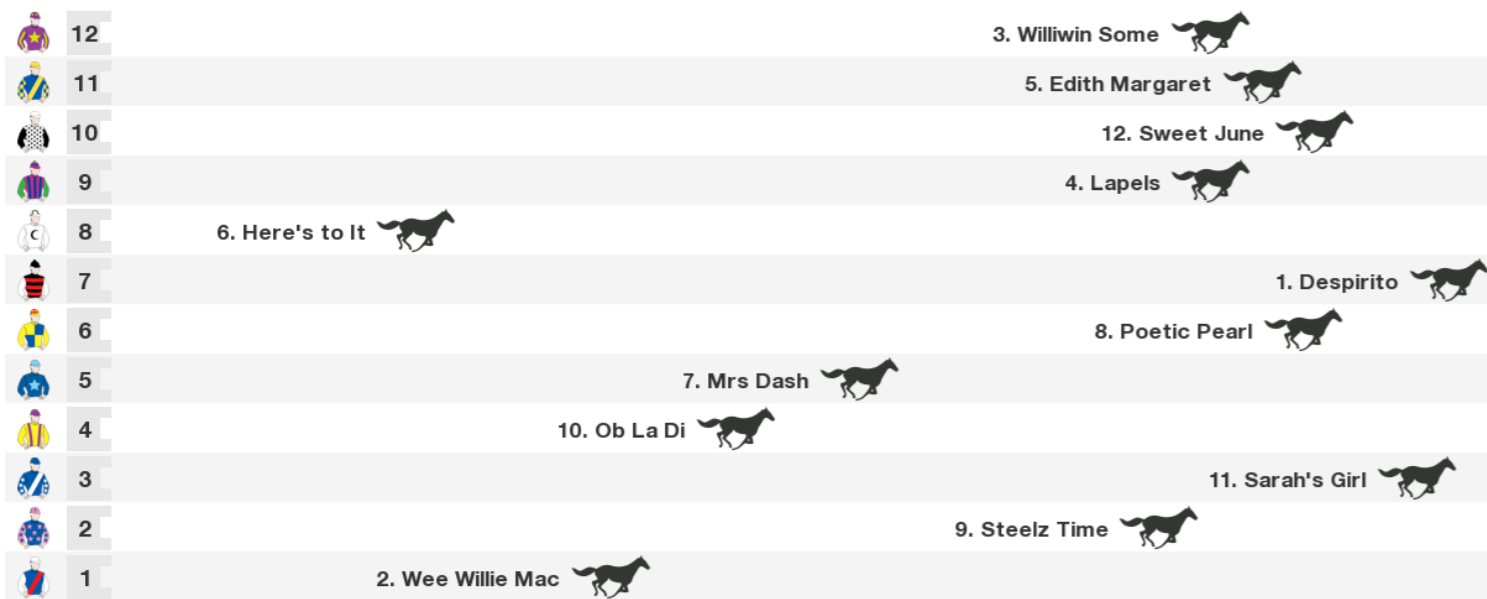 12 3. Williwin Some
11 5. Edith Margaret
10 12. Sweet June
9 4. Lapels
8 6. Here's to It
7 1. Despirito
6 8. Poetic Pearl
5 7. Mrs Dash
4 10. Ob La Di
3 11. Sarah's Girl
2 9. Steelz Time
1 2. Wee Willie Mac